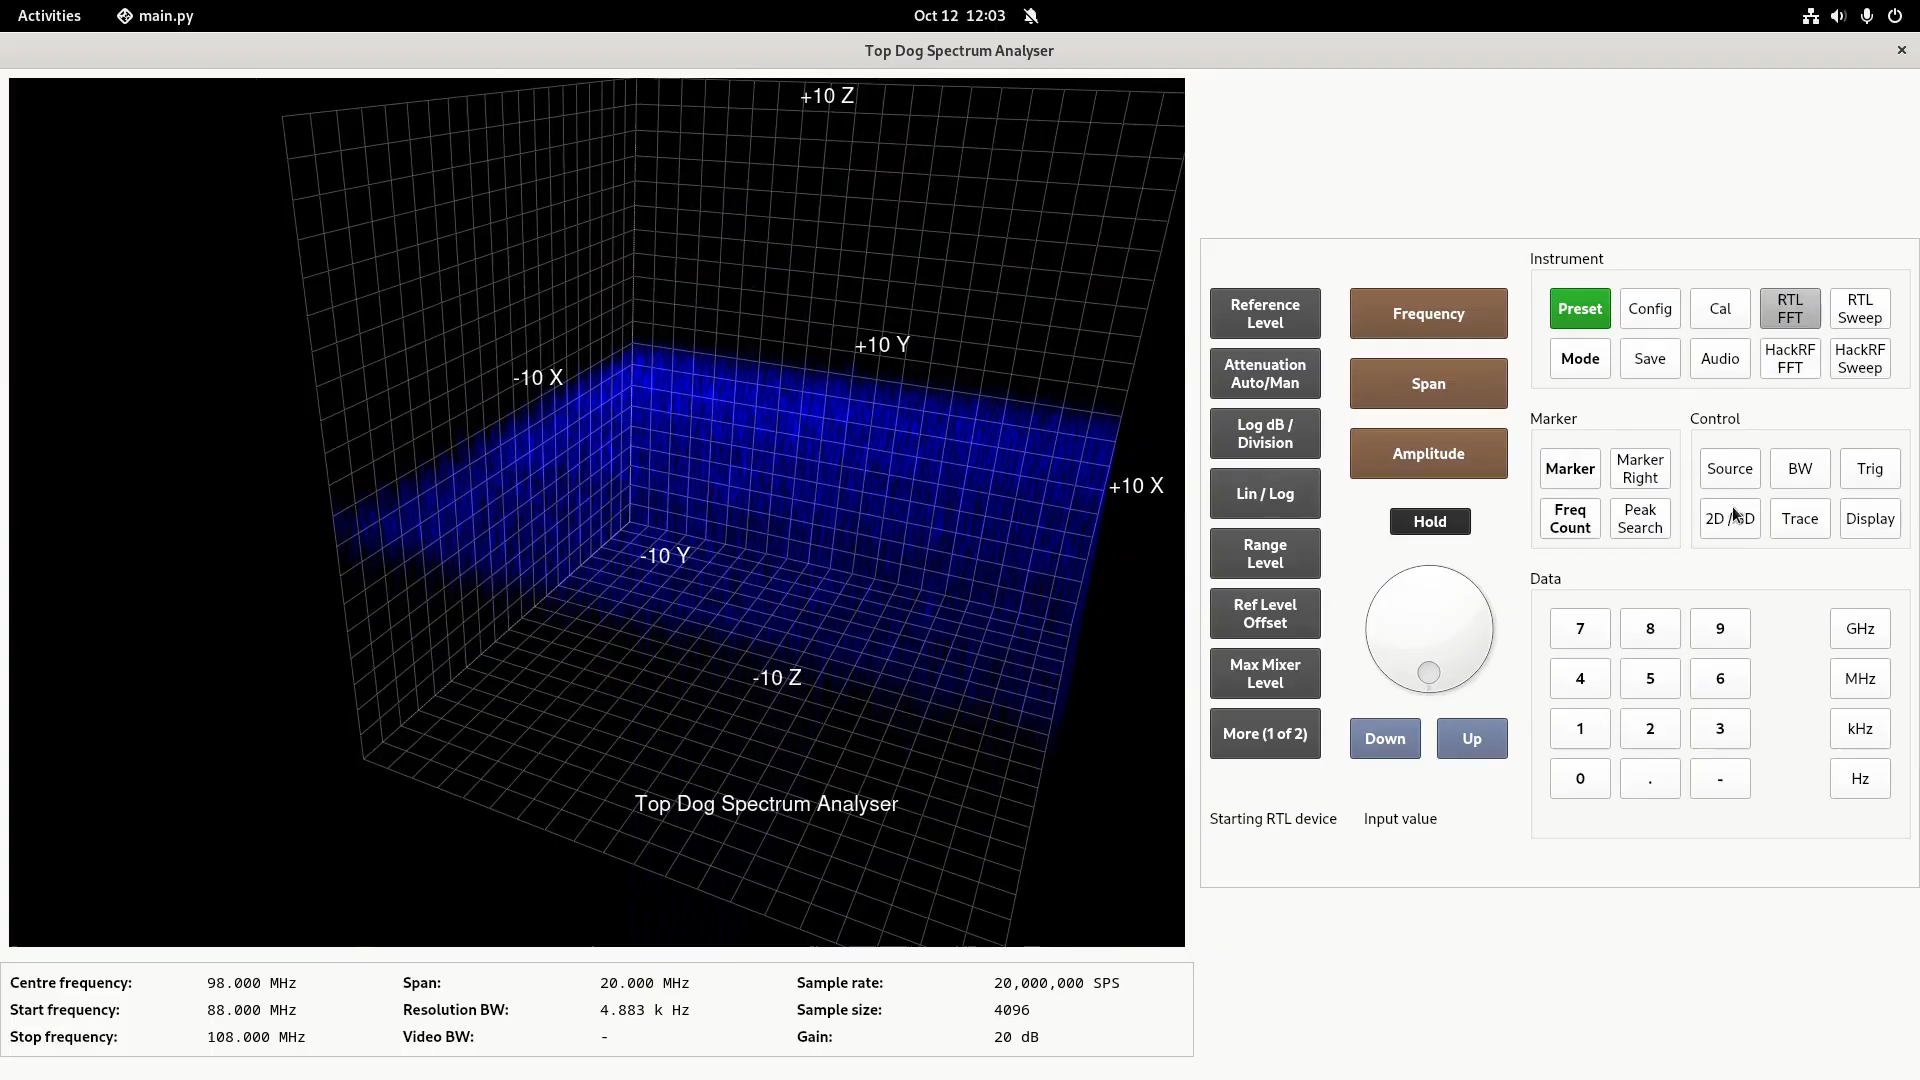 Activities
main.py
Oct 12 12:03
Top Dog Spectrum Analyser
+10 Z
+10 Y
-10 X
+10 X
-10 Y
-10 Z
Top Dog Spectrum Analyser
Reference
Level
Attenuation
Auto/Man
Log dB /
Division
Lin / Log
Range
Level
Ref Level
Offset
Max Mixer
Level
More (1 of 2)
Frequency
Span
Amplitude
Hold
Down
Up
Starting RTL device
Input value
Instrument
Preset
Config
Cal
RTL
FFT
RTL
Sweep
Mode
Save
Audio
HackRF
FFT
HackRF
Sweep
Marker
Marker
Marker
Right
Freq
Count
Peak
Search
Control
Source
BW
Trig
2D / 3D
Trace
Display
Data
7
8
9
GHz
4
5
6
MHz
1
2
3
kHz
0
.
-
Hz
Centre frequency: 98.000 MHz
Span: 20.000 MHz
Sample rate: 20,000,000 SPS
Start frequency: 88.000 MHz
Resolution BW: 4.883 k Hz
Sample size: 4096
Stop frequency: 108.000 MHz
Video BW: -
Gain: 20 dB